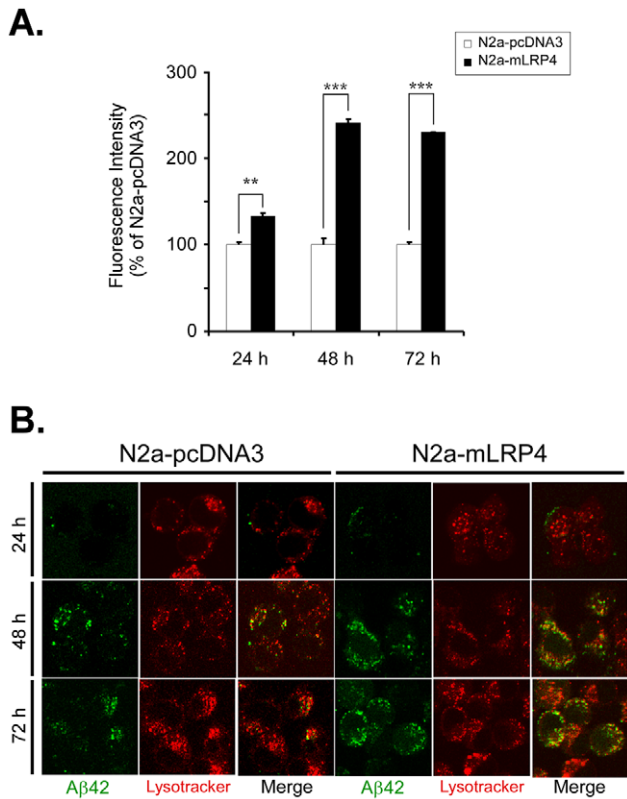 A.
N2a-pcDNA3
N2a-mLRP4
Fluorescence Intensity
(% of N2a-pcDNA3)
300
200
100
0
**
***
***
24 h
48 h
72 h
B.
N2a-pcDNA3
N2a-mLRP4
24 h
48 h
72 h
Aβ42
Lysotracker
Merge
Aβ42
Lysotracker
Merge